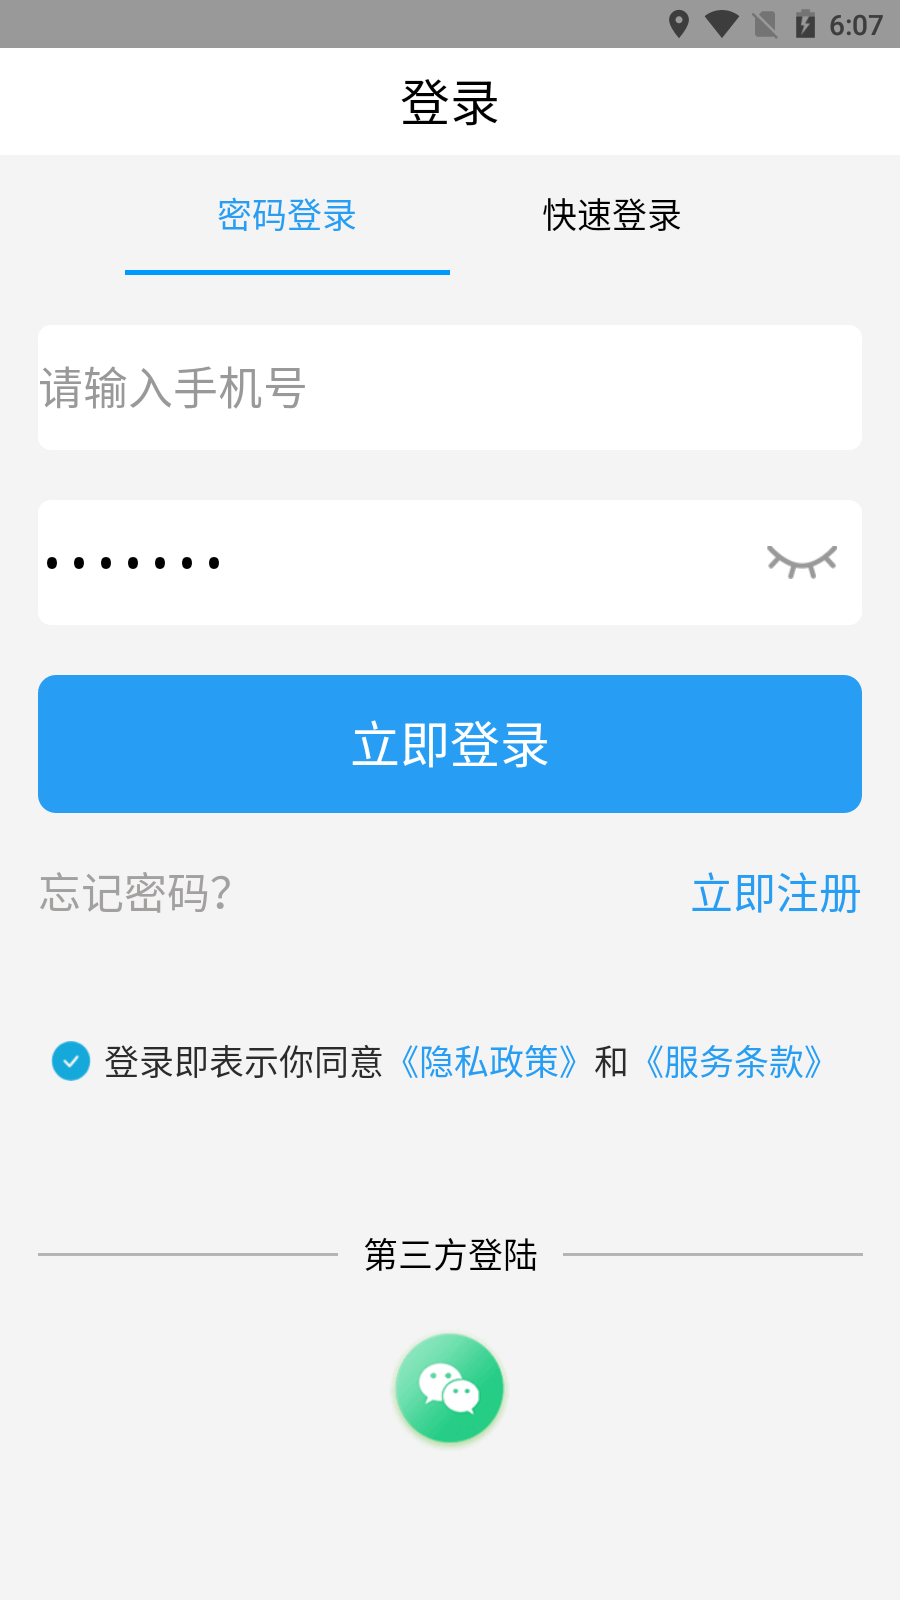 6:07
登录
密码登录 快速登录
请输入手机号
•••••••
立即登录
忘记密码? 立即注册
登录即表示你同意《隐私政策》和《服务条款》
第三方登陆